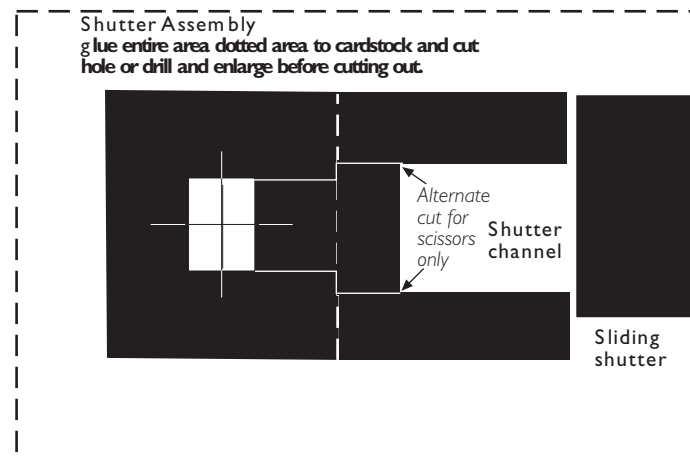 Shutter Assembly
glue entire area dotted area to cardstock and cut
hole or drill and enlarge before cutting out.
Alternate
cut for
scissors
only
Shutter
channel
Sliding
shutter